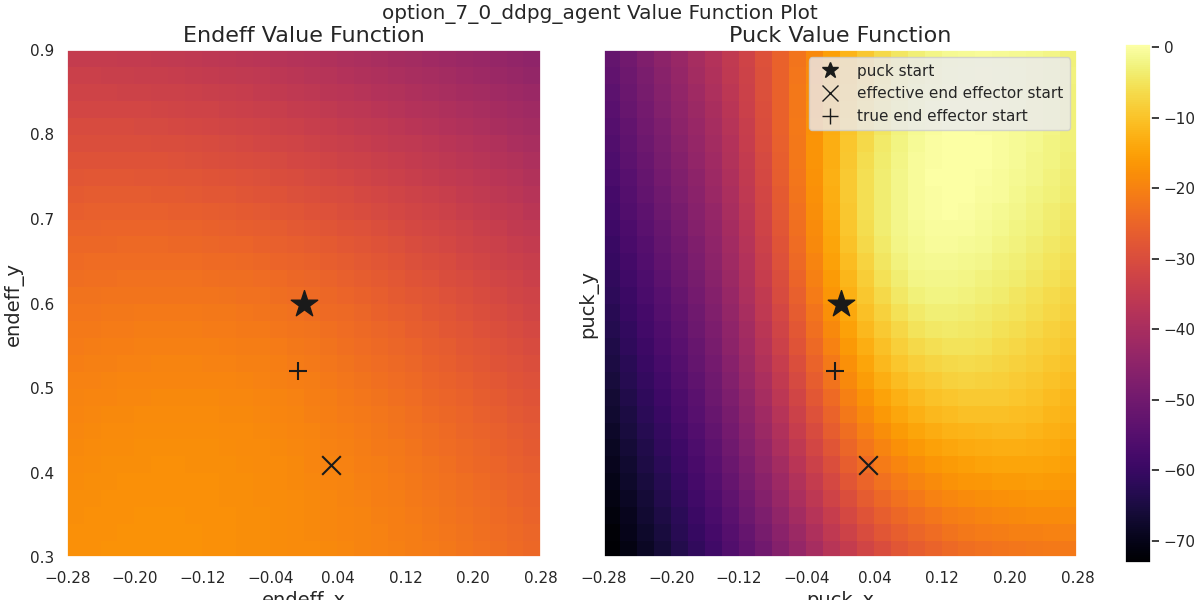 option_7_0_ddpg_agent Value Function Plot
Endeff Value Function
Puck Value Function
puck start
effective end effector start
true end effector start
0.9
0.8
0.7
0.6
0.5
0.4
0.3
endeff_y
−0.28 −0.20 −0.12 −0.04 0.04 0.12 0.20 0.28
endeff_x
puck_y
−0.28 −0.20 −0.12 −0.04 0.04 0.12 0.20 0.28
puck_x
0
−10
−20
−30
−40
−50
−60
−70